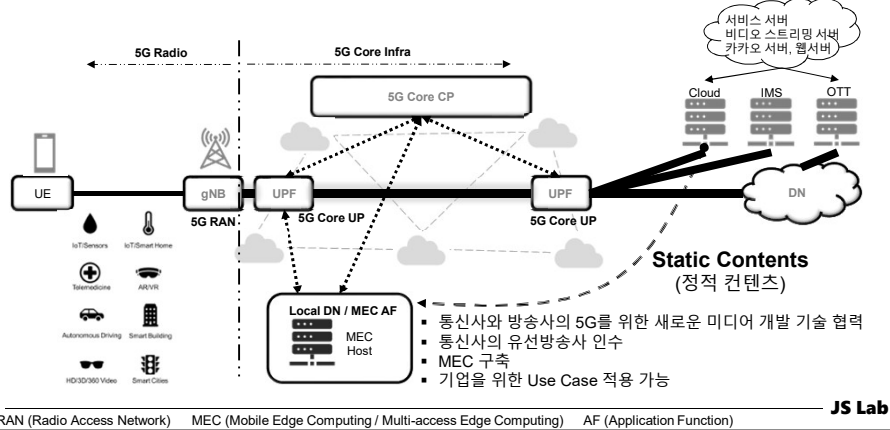 서비스 서버
비디오 스트리밍 서버
카카오 서버, 웹서버
5G Radio
5G Core Infra
5G Core CP
Cloud
IMS
OTT
UE
gNB
UPF
UPF
DN
5G RAN
5G Core UP
5G Core UP
IoT/Sensors
IoT/Smart Home
Telemedicine
AR/VR
Autonomous Driving
Smart Building
HD/3D/360 Video
Smart Cities
Local DN / MEC AF
MEC
Host
Static Contents
(정적 컨텐츠)
▪ 통신사와 방송사의 5G를 위한 새로운 미디어 개발 기술 협력
▪ 통신사의 유선방송사 인수
▪ MEC 구축
▪ 기업을 위한 Use Case 적용 가능
JS Lab
RAN (Radio Access Network) MEC (Mobile Edge Computing / Multi-access Edge Computing) AF (Application Function)